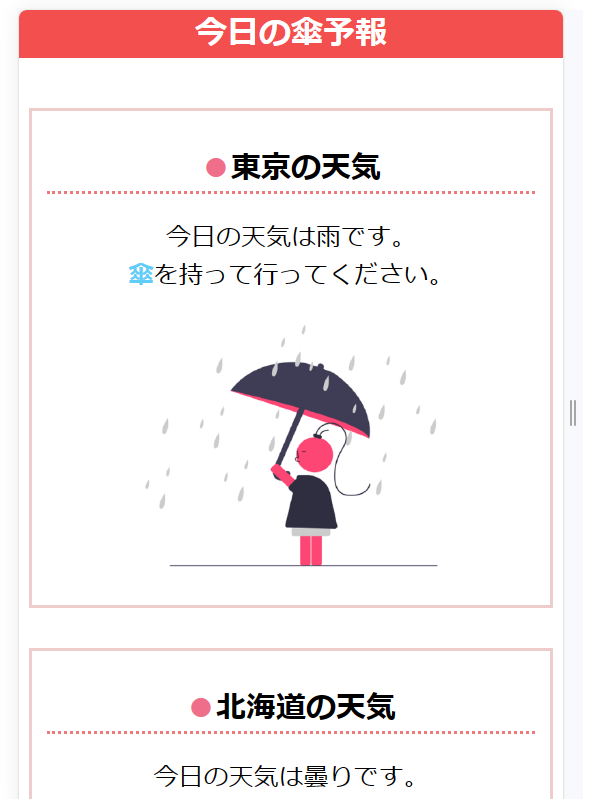 今日の傘予報
東京の天気
今日の天気は雨です。
傘を持って行ってください。
北海道の天気
今日の天気は曇りです。